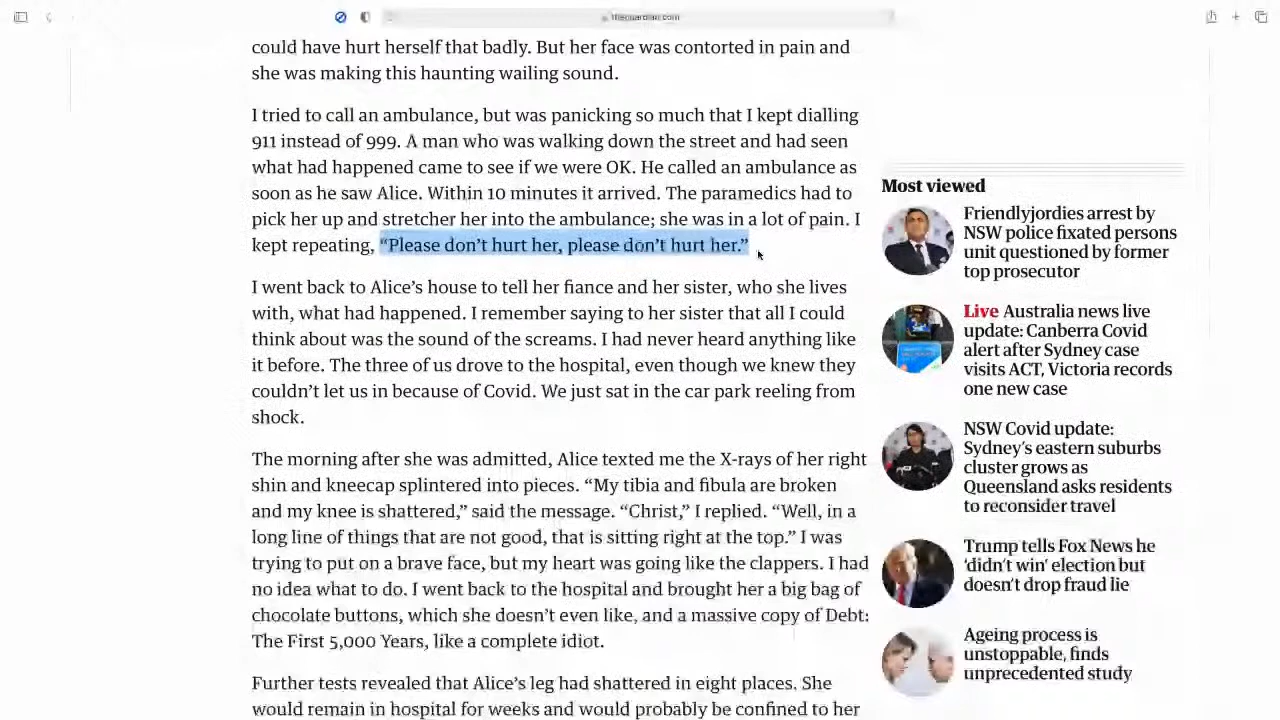 theguardian.com
could have hurt herself that badly. But her face was contorted in pain and
she was making this haunting wailing sound.
I tried to call an ambulance, but was panicking so much that I kept dialling
911 instead of 999. A man who was walking down the street and had seen
what had happened came to see if we were OK. He called an ambulance as
soon as he saw Alice. Within 10 minutes it arrived. The paramedics had to
pick her up and stretcher her into the ambulance; she was in a lot of pain. I
kept repeating, “Please don’t hurt her, please don’t hurt her.”
I went back to Alice’s house to tell her fiance and her sister, who she lives
with, what had happened. I remember saying to her sister that all I could
think about was the sound of the screams. I had never heard anything like
it before. The three of us drove to the hospital, even though we knew they
couldn’t let us in because of Covid. We just sat in the car park reeling from
shock.
The morning after she was admitted, Alice texted me the X-rays of her right
shin and kneecap splintered into pieces. “My tibia and fibula are broken
and my knee is shattered,” said the message. “Christ,” I replied. “Well, in a
long line of things that are not good, that is sitting right at the top.” I was
trying to put on a brave face, but my heart was going like the clappers. I had
no idea what to do. I went back to the hospital and brought her a big bag of
chocolate buttons, which she doesn’t even like, and a massive copy of Debt:
The First 5,000 Years, like a complete idiot.
Further tests revealed that Alice’s leg had shattered in eight places. She
would remain in hospital for weeks and would probably be confined to her
Most viewed
Friendlyjordies arrest by
NSW police fixated persons
unit questioned by former
top prosecutor
Live Australia news live
update: Canberra Covid
alert after Sydney case
visits ACT, Victoria records
one new case
NSW Covid update:
Sydney’s eastern suburbs
cluster grows as
Queensland asks residents
to reconsider travel
Trump tells Fox News he
‘didn’t win’ election but
doesn’t drop fraud lie
Ageing process is
unstoppable, finds
unprecedented study